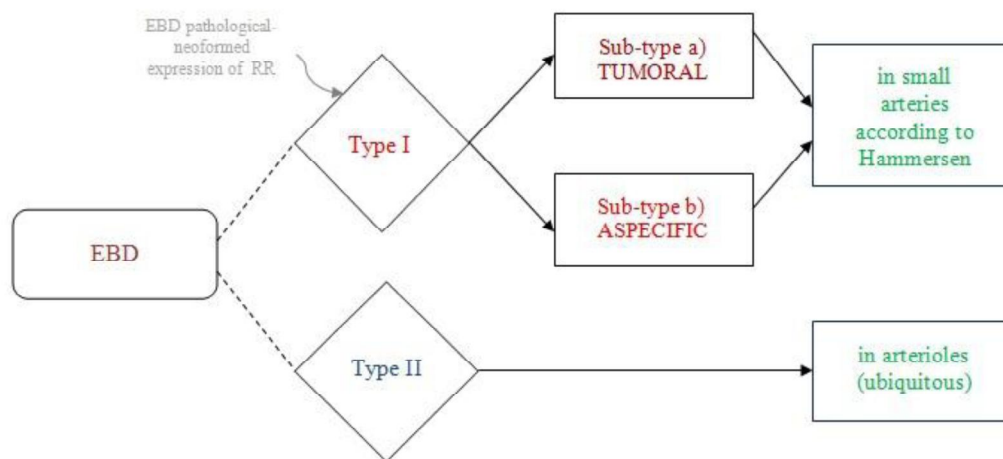 EBD pathological-
neoformed
expression of RR
Sub-type a)
TUMORAL
in small
arteries
according to
Hammersen
Type I
Sub-type b)
ASPECIFIC
EBD
Type II
in arterioles
(ubiquitous)